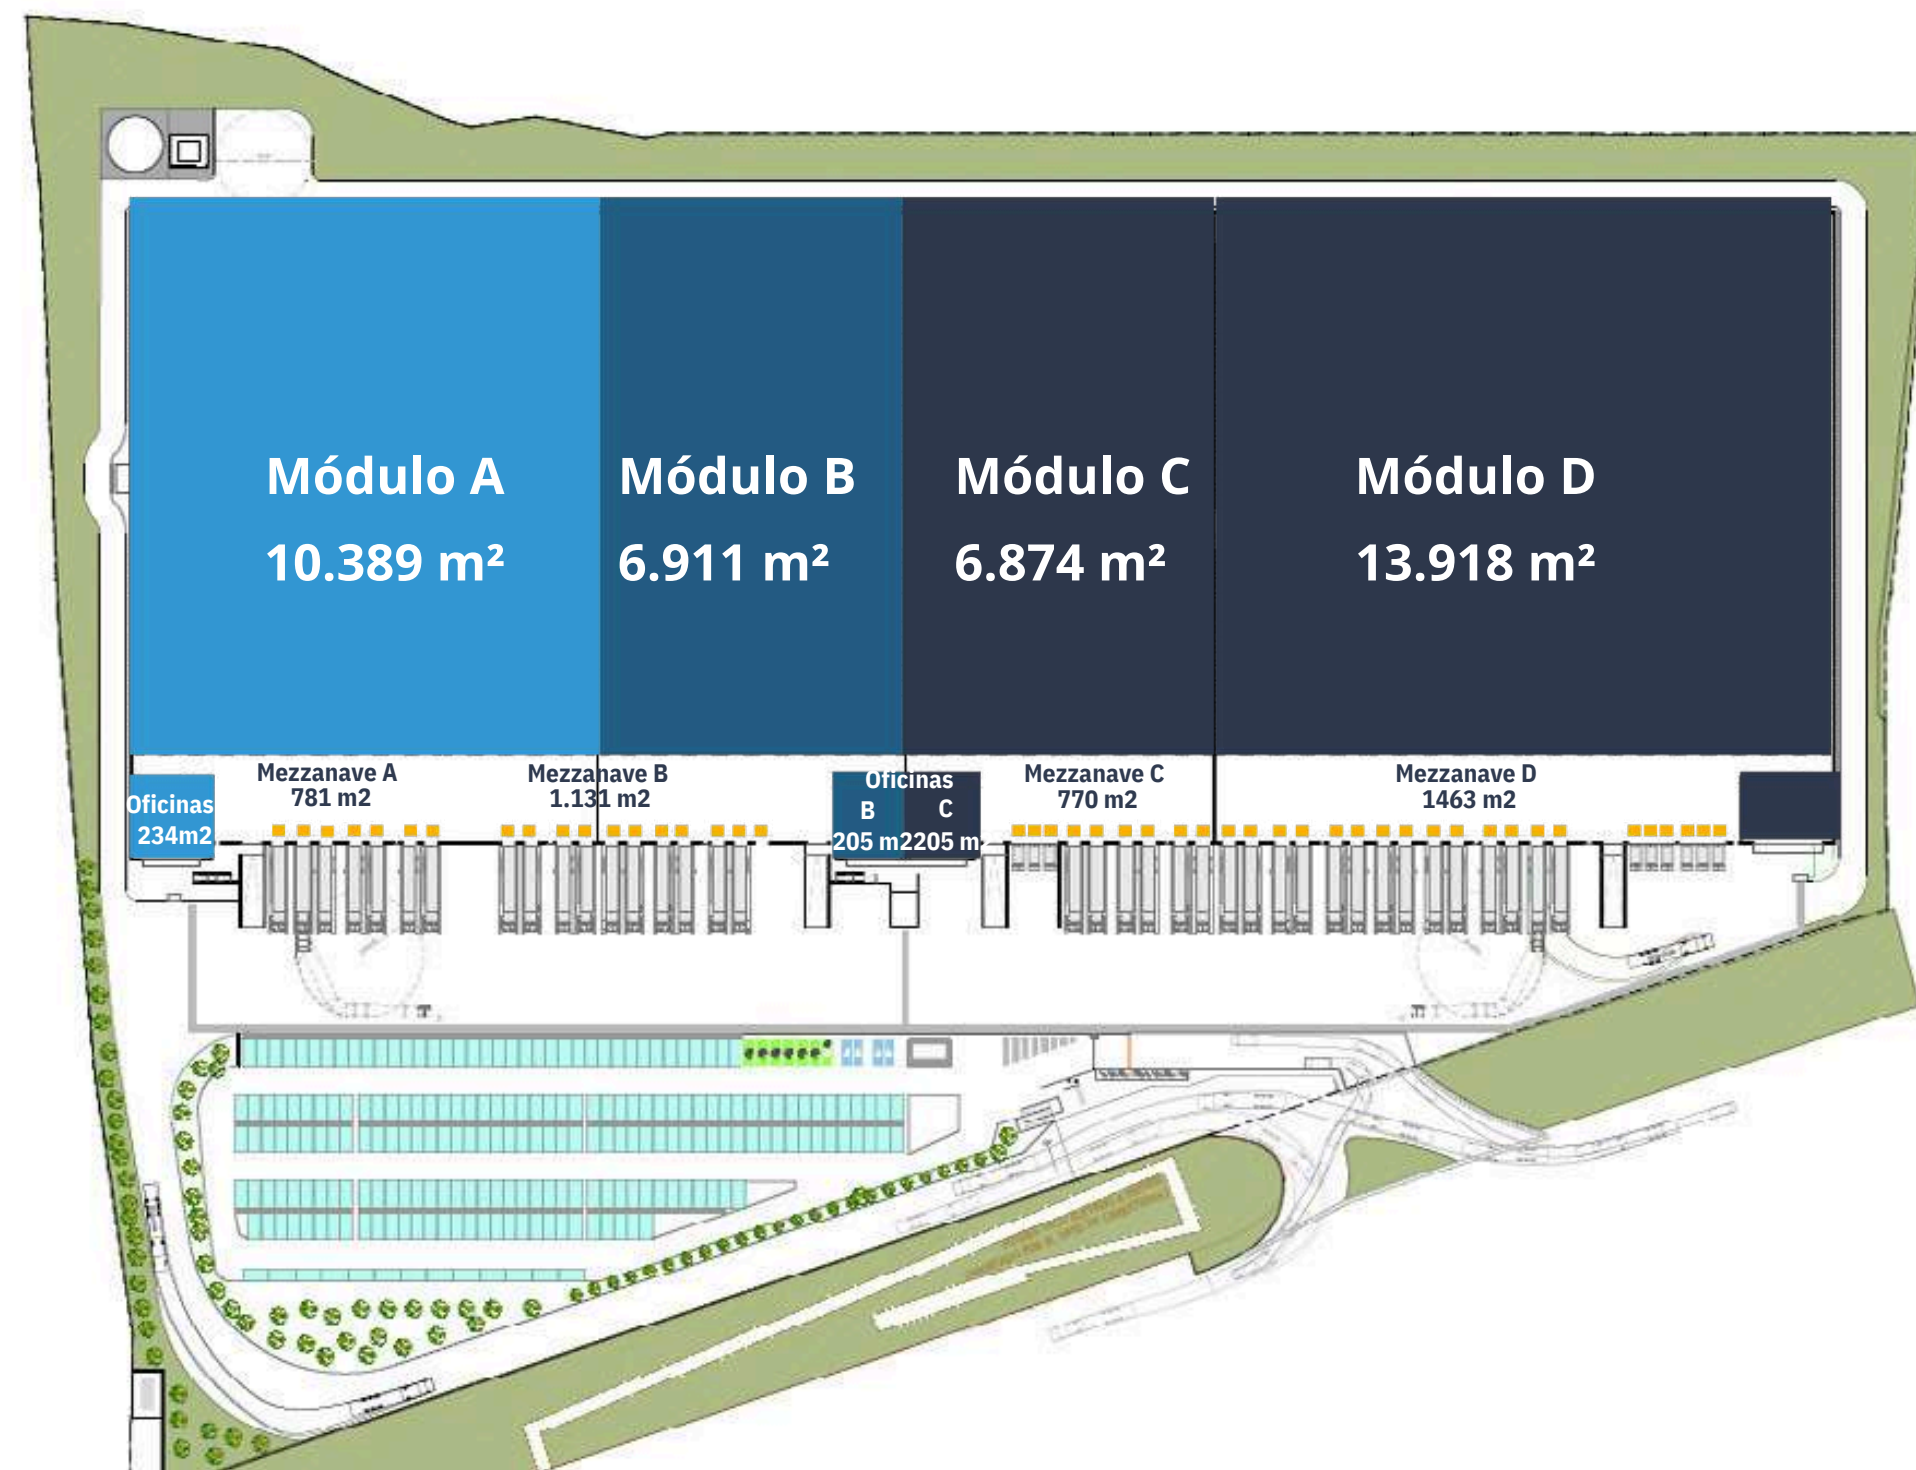 Módulo A
10.389 m²
Módulo B
6.911 m²
Módulo C
6.874 m²
Módulo D
13.918 m²
Mezzanave A
781 m2
Mezzanave B
1.131 m2
Mezzanave C
770 m2
Mezzanave D
1463 m2
Oficinas
234m2
Oficinas
B C
205 m2 205 m